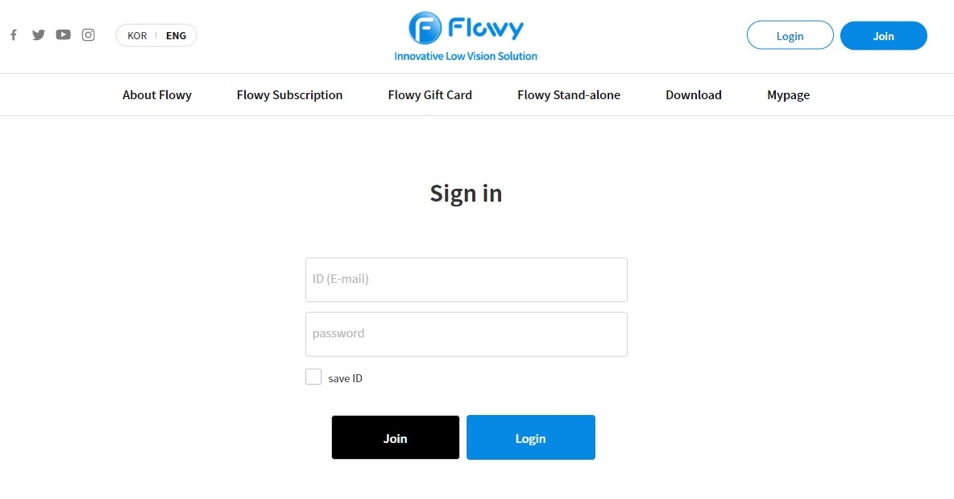 KOR ENG
Flowy
Innovative Low Vision Solution
Login Join
About Flowy Flowy Subscription Flowy Gift Card Flowy Stand-alone Download Mypage
Sign in
ID (E-mail)
password
save ID
Join Login